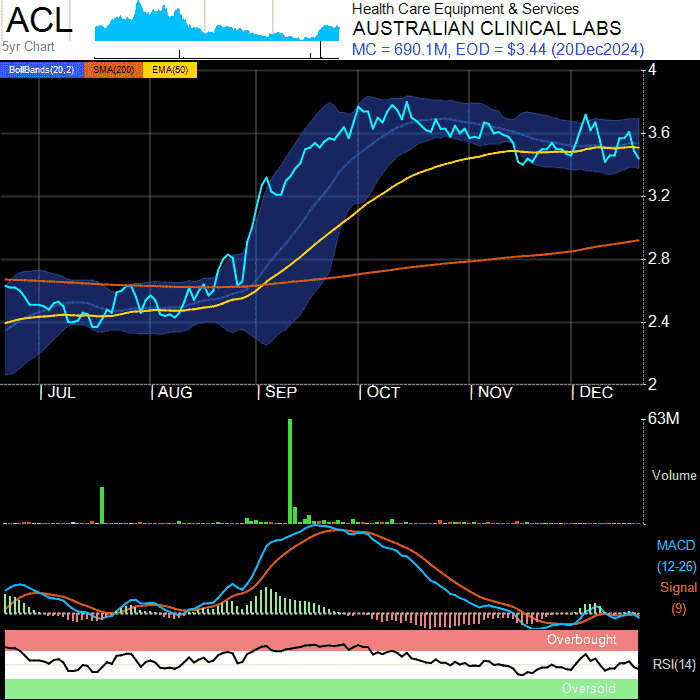 ACL
5yr Chart
Health Care Equipment & Services
AUSTRALIAN CLINICAL LABS
MC = 690.1M, EOD = $3.44 (20Dec2024)
BollBands(20,2) SMA(200) EMA(50)
4
3.6
3.2
2.8
2.4
2
JUL AUG SEP OCT NOV DEC
63M
Volume
MACD
(12-26)
Signal
(9)
Overbought
RSI(14)
Oversold